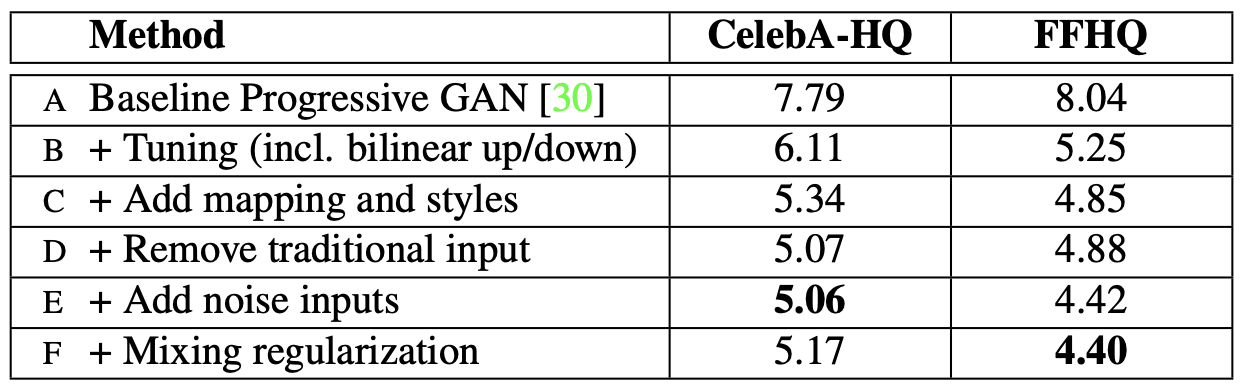 Method CelebA-HQ FFHQ
A Baseline Progressive GAN [30] 7.79 8.04
B + Tuning (incl. bilinear up/down) 6.11 5.25
C + Add mapping and styles 5.34 4.85
D + Remove traditional input 5.07 4.88
E + Add noise inputs 5.06 4.42
F + Mixing regularization 5.17 4.40